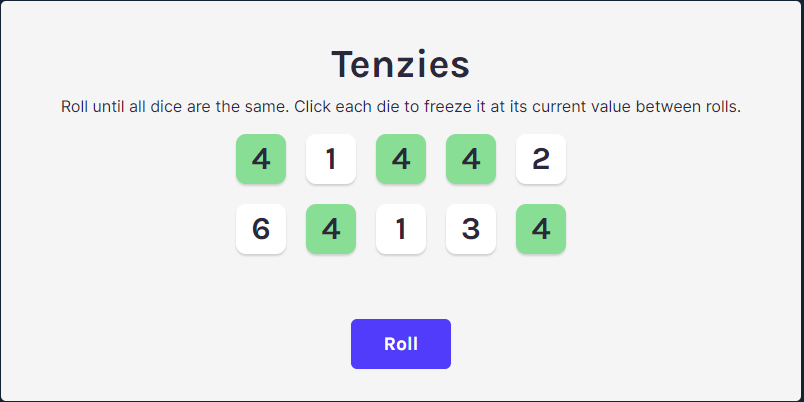 Tenzies
Roll until all dice are the same. Click each die to freeze it at its current value between rolls.
4 1 4 4 2
6 4 1 3 4
Roll